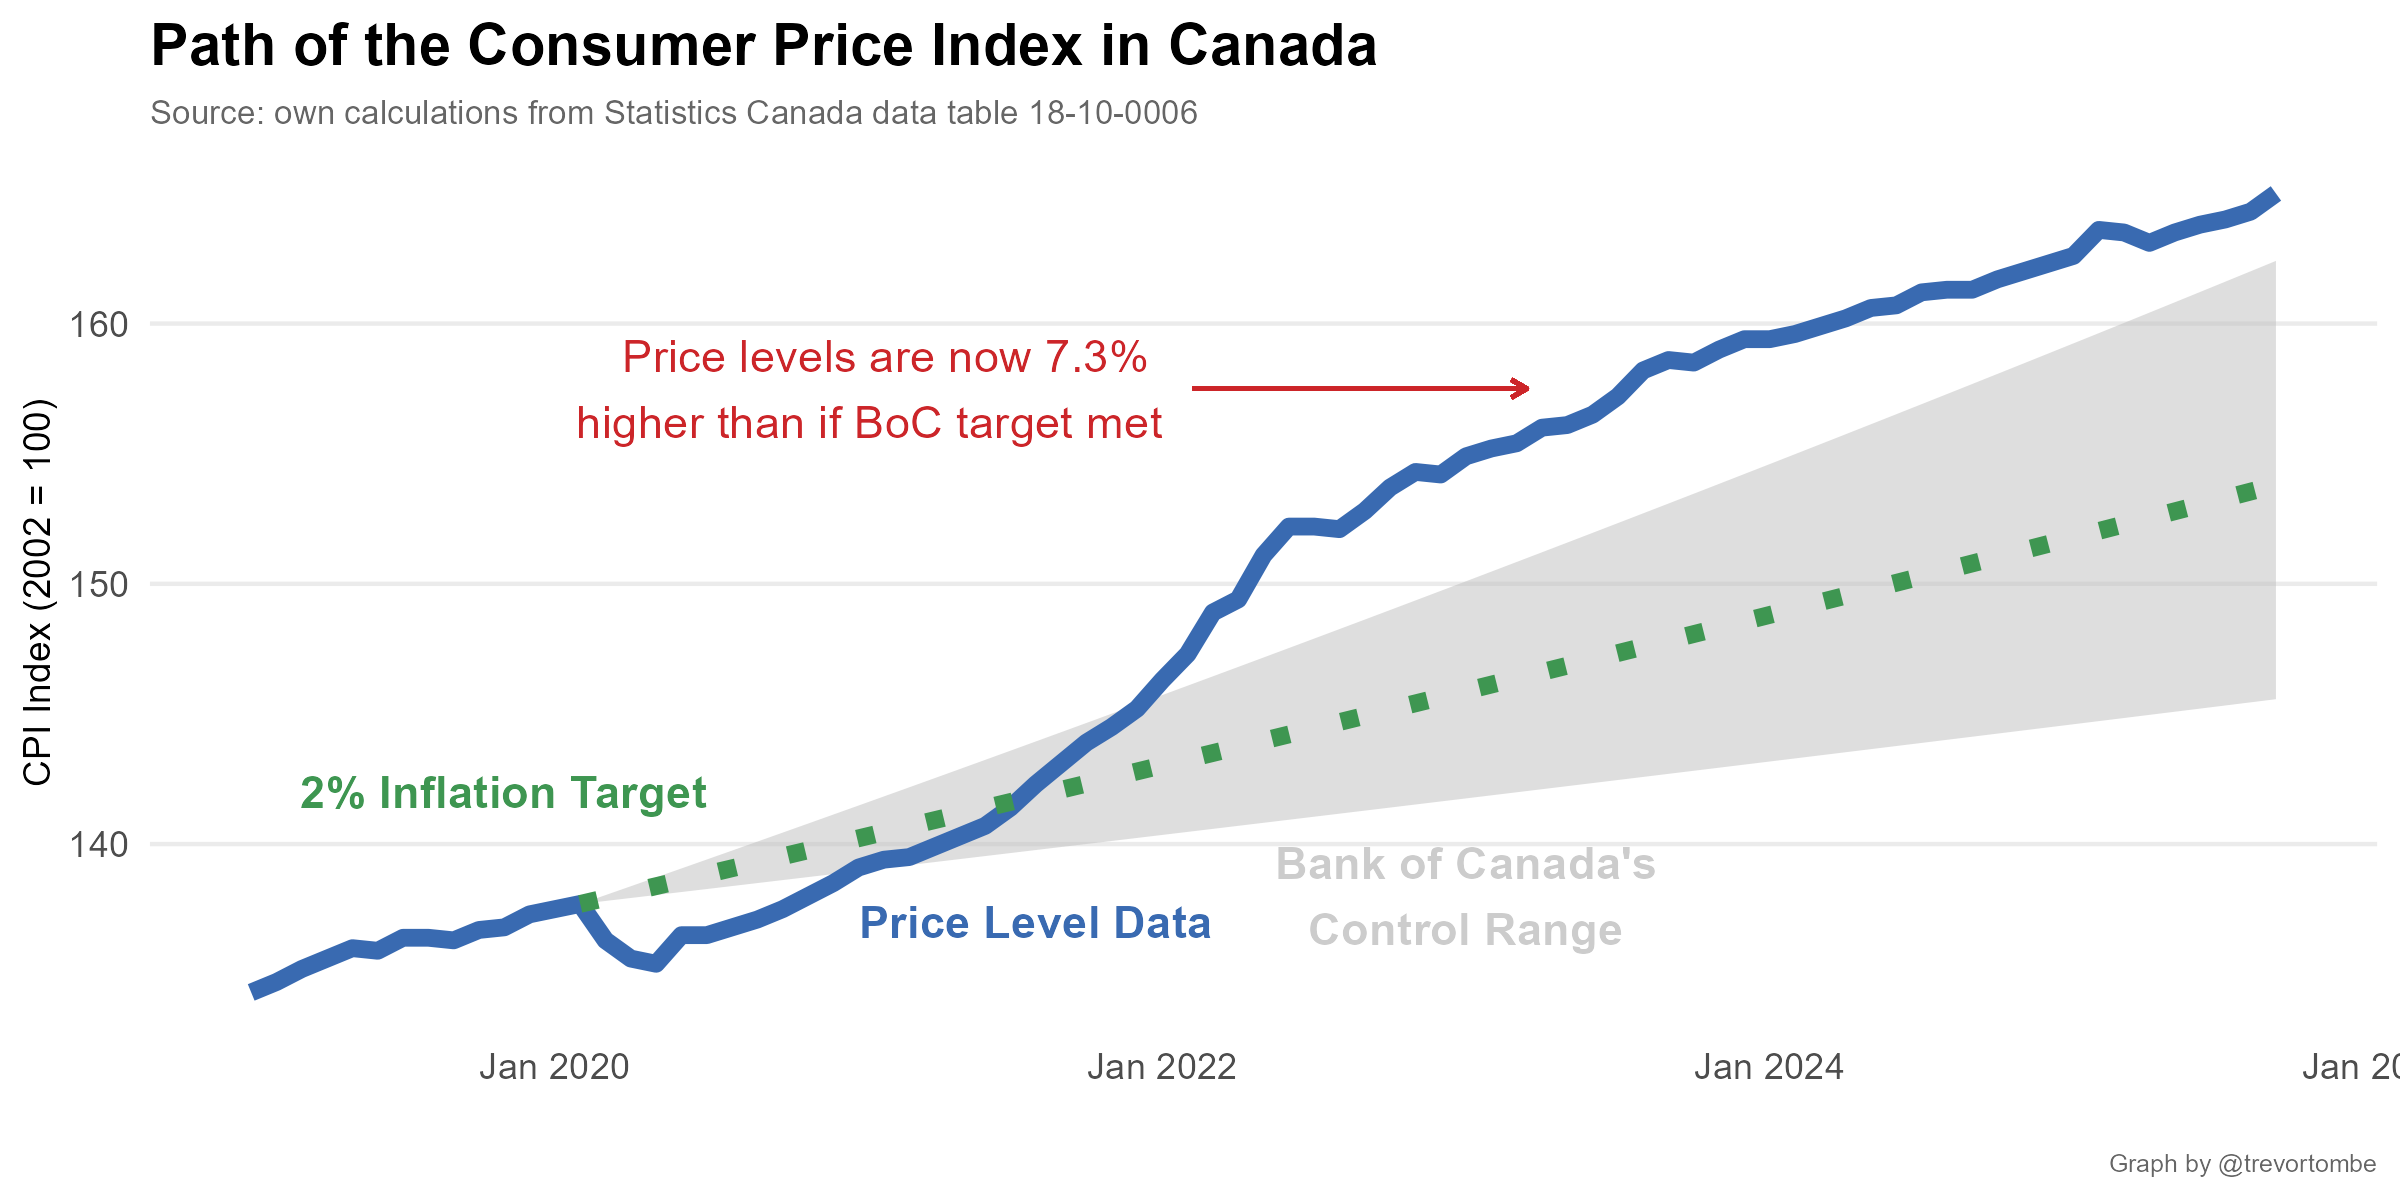 Path of the Consumer Price Index in Canada
Source: own calculations from Statistics Canada data table 18-10-0006
CPI Index (2002 = 100)
160
150
140
Price levels are now 7.3%
higher than if BoC target met
2% Inflation Target
Price Level Data
Bank of Canada's
Control Range
Jan 2020
Jan 2022
Jan 2024
Jan 20
Graph by @trevortombe